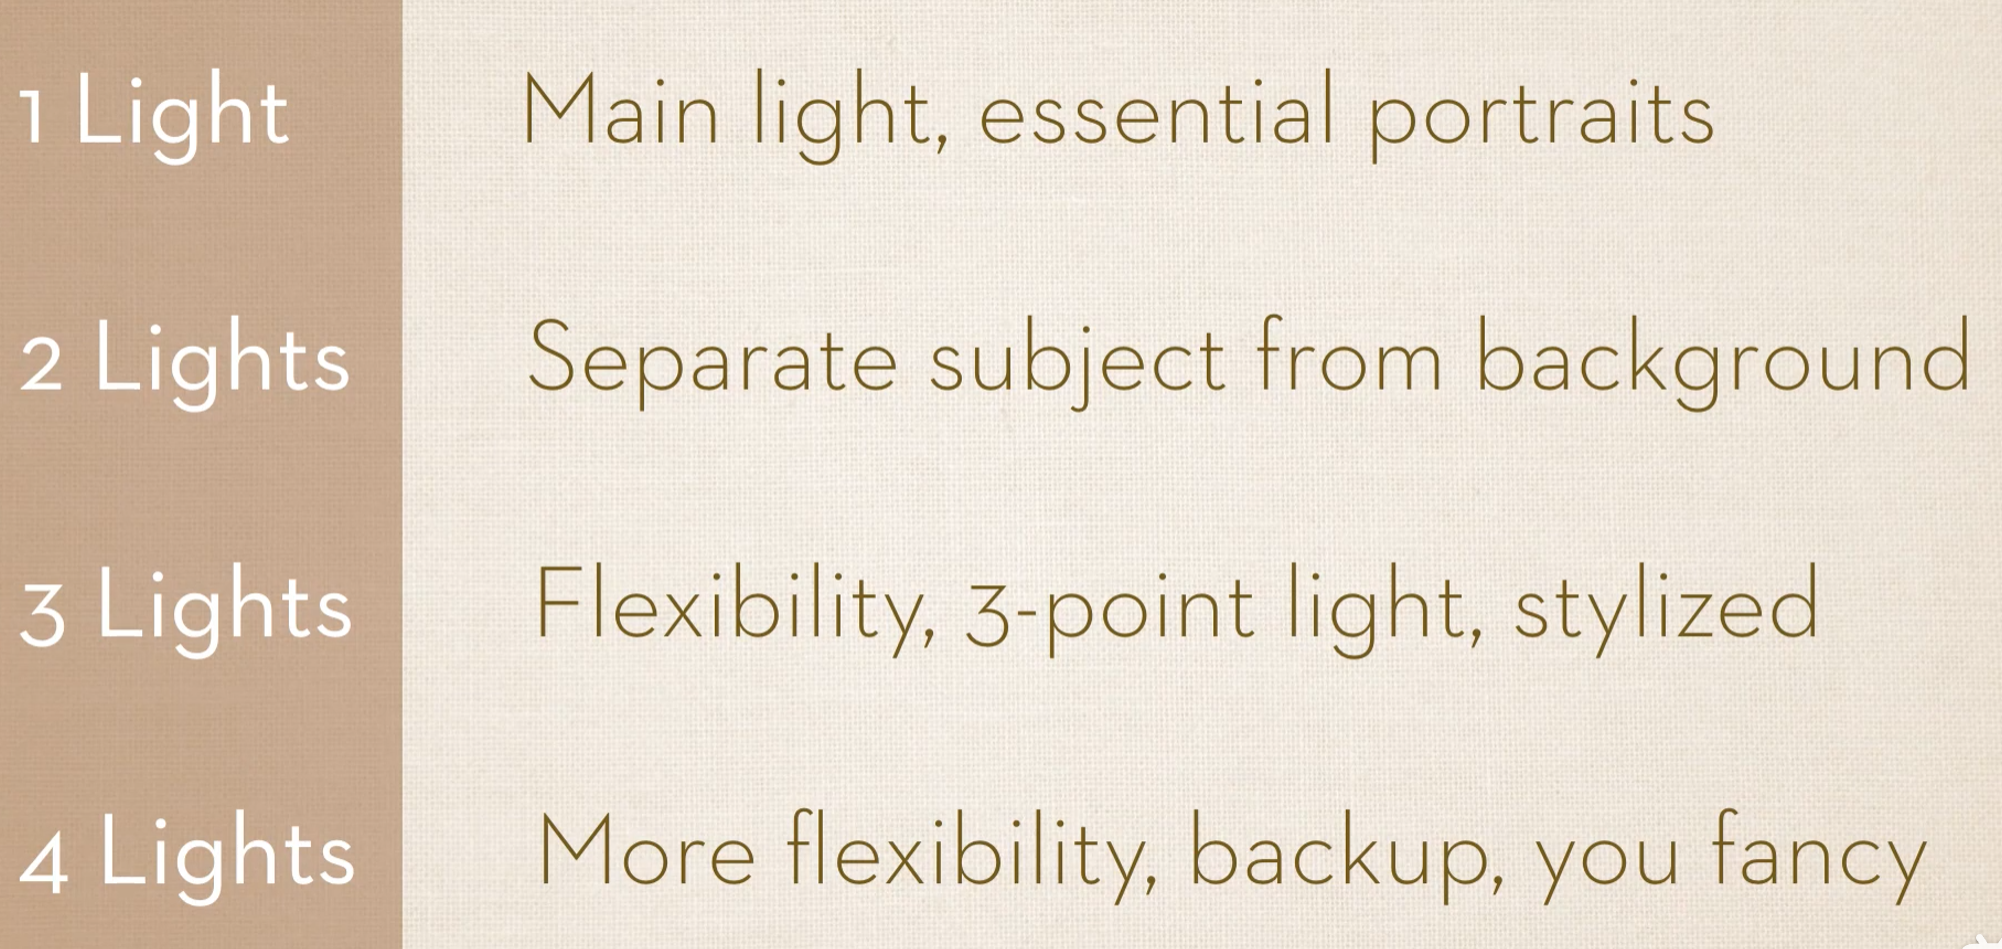 1 Light Main light, essential portraits
2 Lights Separate subject from background
3 Lights Flexibility, 3-point light, stylized
4 Lights More flexibility, backup, you fancy